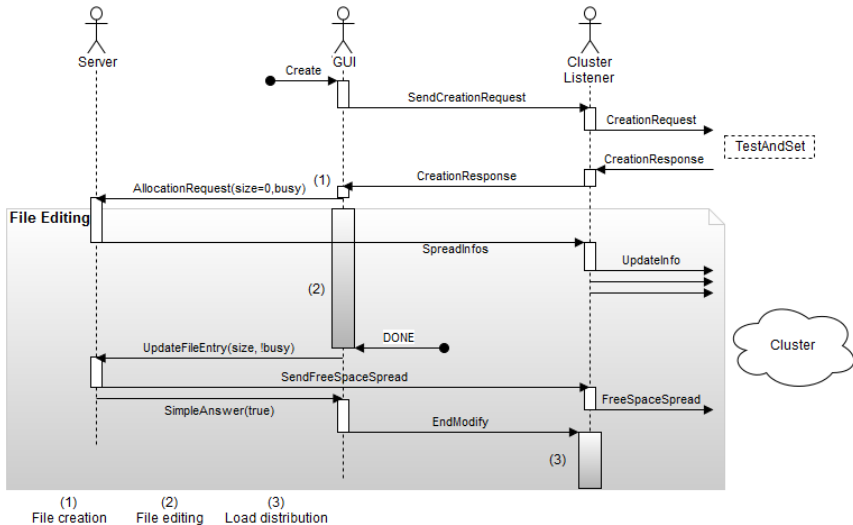 Server
GUI
Cluster
Listener
Create
SendCreationRequest
CreationRequest
TestAndSet
CreationResponse
CreationResponse
(1)
AllocationRequest(size=0,busy)
File Editing
SpreadInfos
UpdateInfo
(2)
DONE
UpdateFileEntry(size, !busy)
Cluster
SendFreeSpaceSpread
FreeSpaceSpread
SimpleAnswer(true)
EndModify
(3)
(1) (2) (3)
File creation File editing Load distribution